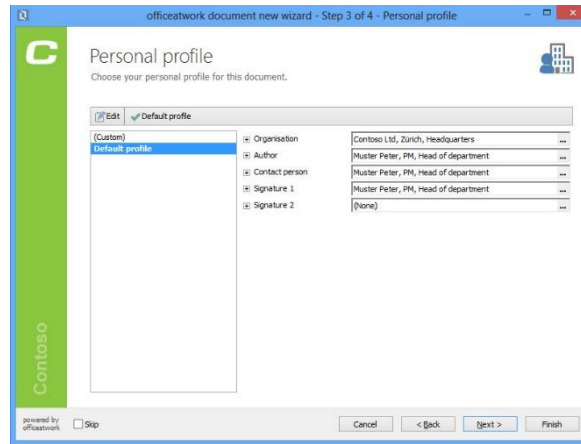 officeatwork document new wizard - Step 3 of 4 - Personal profile
C
Personal profile
Choose your personal profile for this document.
Edit Default profile
(Custom)
Default profile
Organisation Contoso Ltd, Zürich, Headquarters ...
Author Muster Peter, PM, Head of department ...
Contact person Muster Peter, PM, Head of department ...
Signature 1 Muster Peter, PM, Head of department ...
Signature 2 (None) ...
Contoso
powered by
officeatwork
Skip
Cancel < Back Next > Finish